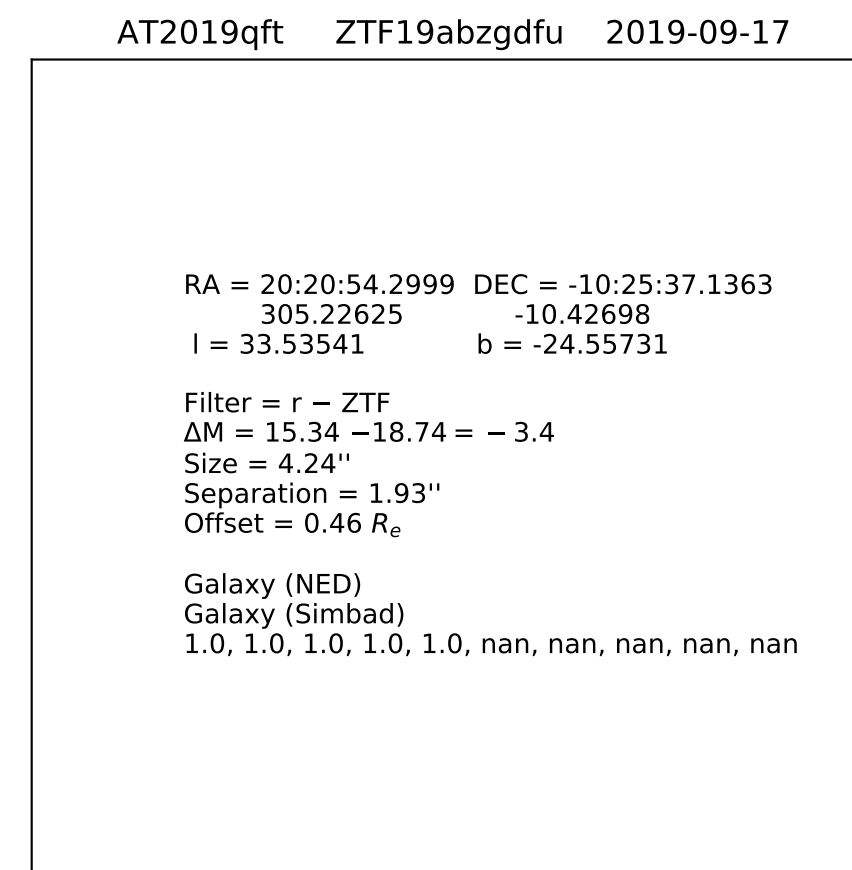 AT2019qft ZTF19abzgdfu 2019-09-17
RA = 20:20:54.2999 DEC = -10:25:37.1363
305.22625 -10.42698
l = 33.53541 b = -24.55731
Filter = r − ZTF
ΔM = 15.34 −18.74 = − 3.4
Size = 4.24''
Separation = 1.93''
Offset = 0.46 Re
Galaxy (NED)
Galaxy (Simbad)
1.0, 1.0, 1.0, 1.0, 1.0, nan, nan, nan, nan, nan